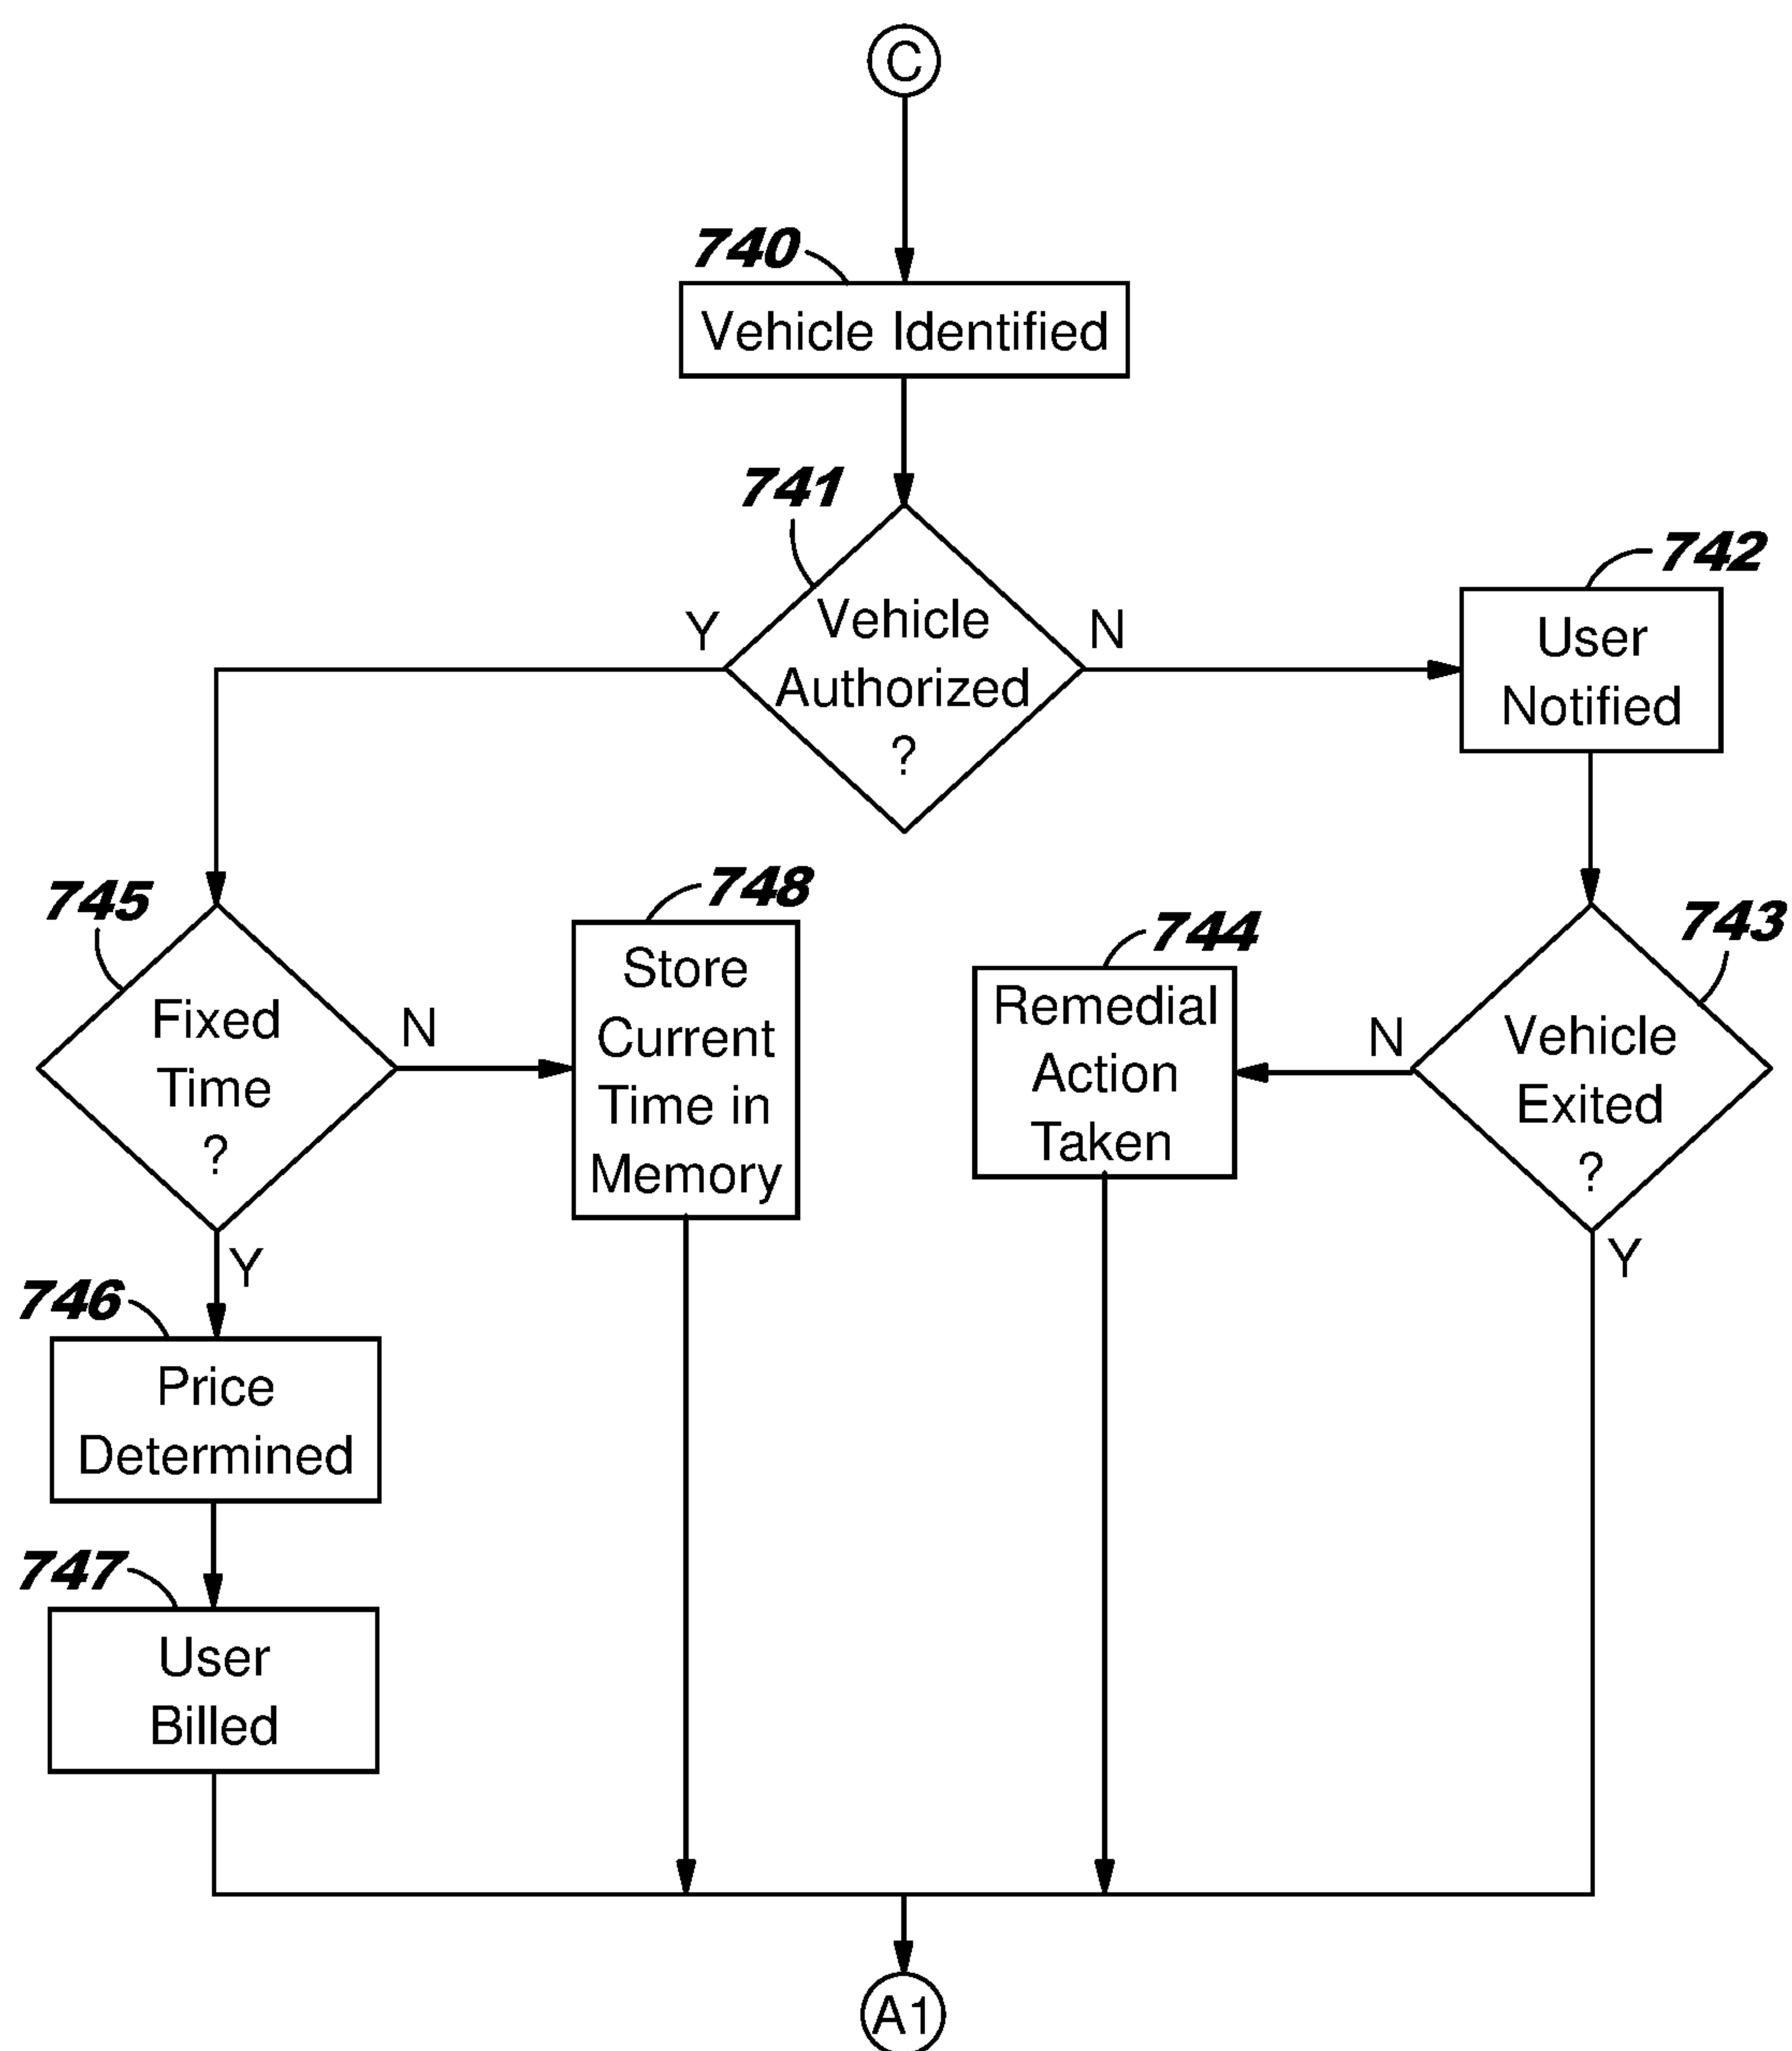 C
740
Vehicle Identified
741
Vehicle
Authorized
?
Y
N
742
User
Notified
745
Fixed
Time
?
N
Y
748
Store
Current
Time in
Memory
744
Remedial
Action
Taken
743
Vehicle
Exited
?
N
Y
746
Price
Determined
747
User
Billed
A1